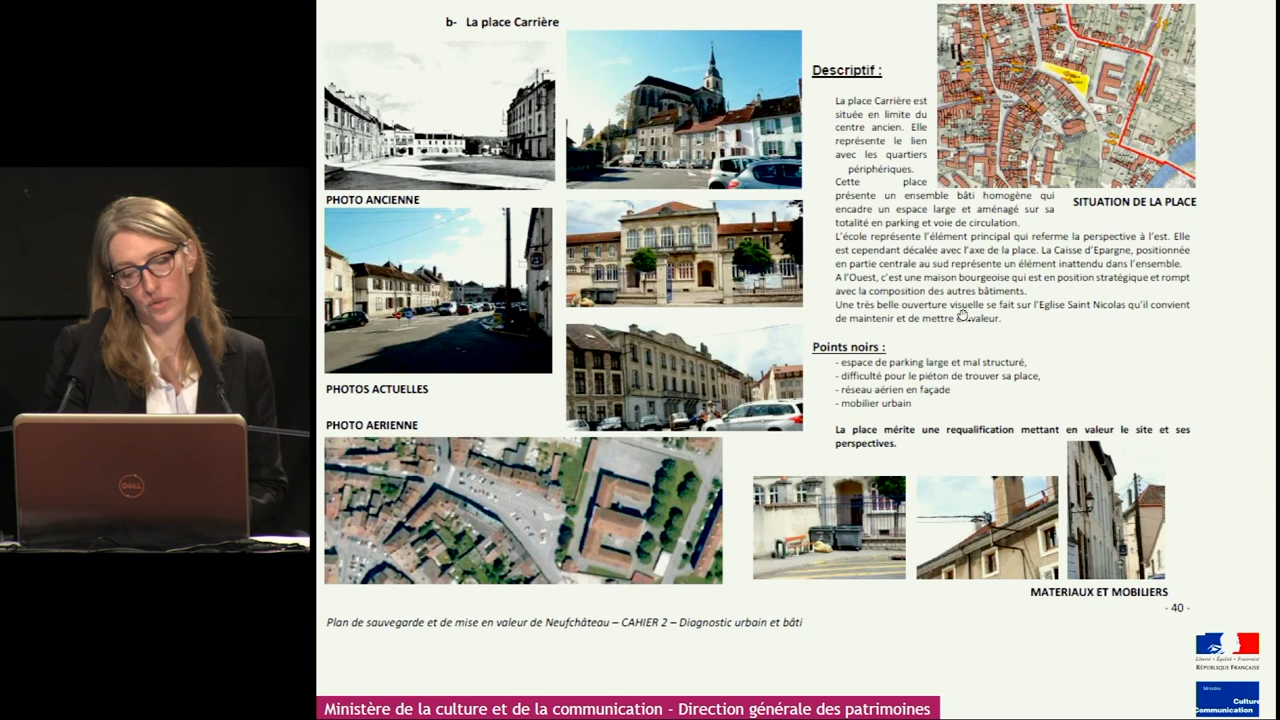 b- La place Carrière
PHOTO ANCIENNE
PHOTOS ACTUELLES
PHOTO AERIENNE
Descriptif :
La place Carrière est
située en limite du
centre ancien. Elle
représente le lien
avec les quartiers
périphériques.
Cette place
présente un ensemble bâti homogène qui
encadre un espace large et aménagé sur sa
totalité en parking et voie de circulation.
L'école représente l'élément principal qui referme la perspective à l'est. Elle
est cependant décalée avec l'axe de la place. La Caisse d'Epargne, positionnée
en partie centrale au sud représente un élément inattendu dans l'ensemble.
A l'Ouest, c'est une maison bourgeoise qui est en position stratégique et rompt
avec la composition des autres bâtiments.
Une très belle ouverture visuelle se fait sur l'Eglise Saint Nicolas qu'il convient
de maintenir et de mettre valeur.
SITUATION DE LA PLACE
Points noirs :
- espace de parking large et mal structuré,
- difficulté pour le piéton de trouver sa place,
- réseau aérien en façade
- mobilier urbain
La place mérite une requalification mettant en valeur le site et ses
perspectives.
MATERIAUX ET MOBILIERS
- 40 -
Plan de sauvegarde et de mise en valeur de Neufchâteau – CAHIER 2 – Diagnostic urbain et bâti
DELL
Liberté • Égalité • Fraternité
RÉPUBLIQUE FRANÇAISE
Ministère
Culture
Communication
Ministère de la culture et de la communication - Direction générale des patrimoines